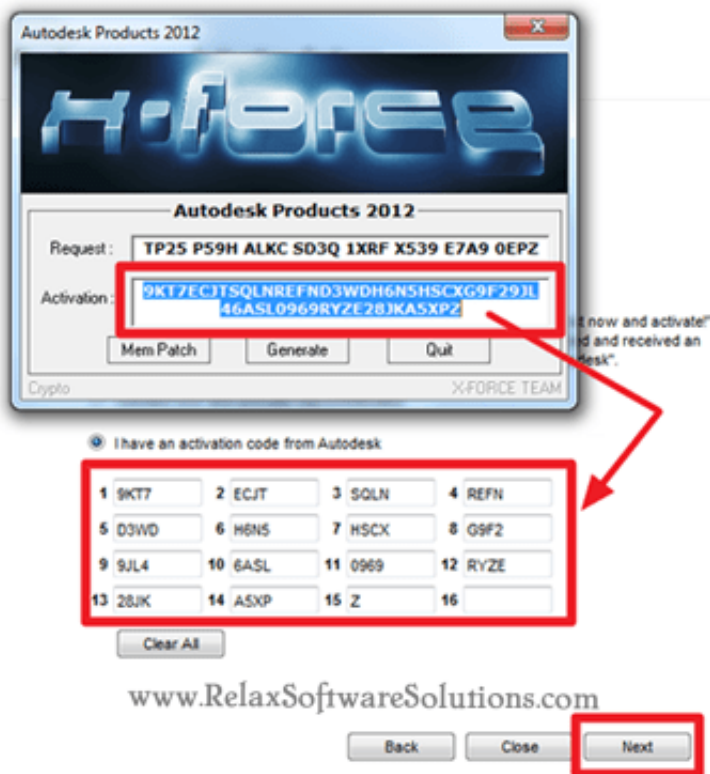 Autodesk Products 2012
x-force
Autodesk Products 2012
Request : TP25 P59H ALKC SD3Q 1XRF X539 E7A9 0EPZ
Activation : 9KT7ECJTSQLNREFND3WDH6N5HSCXG9F29JL
46ASL0969RYZE28JKA5XPZ
Mem Patch Generate Quit
Crypto X-FORCE TEAM
now and activate!"
and received an
desk".
I have an activation code from Autodesk
1 9KT7 2 ECJT 3 SQLN 4 REFN
5 D3WD 6 H6N5 7 HSCX 8 G9F2
9 9JL4 10 6ASL 11 0969 12 RYZE
13 28JK 14 A5XP 15 Z 16
Clear All
www.RelaxSoftwareSolutions.com
Back Close Next